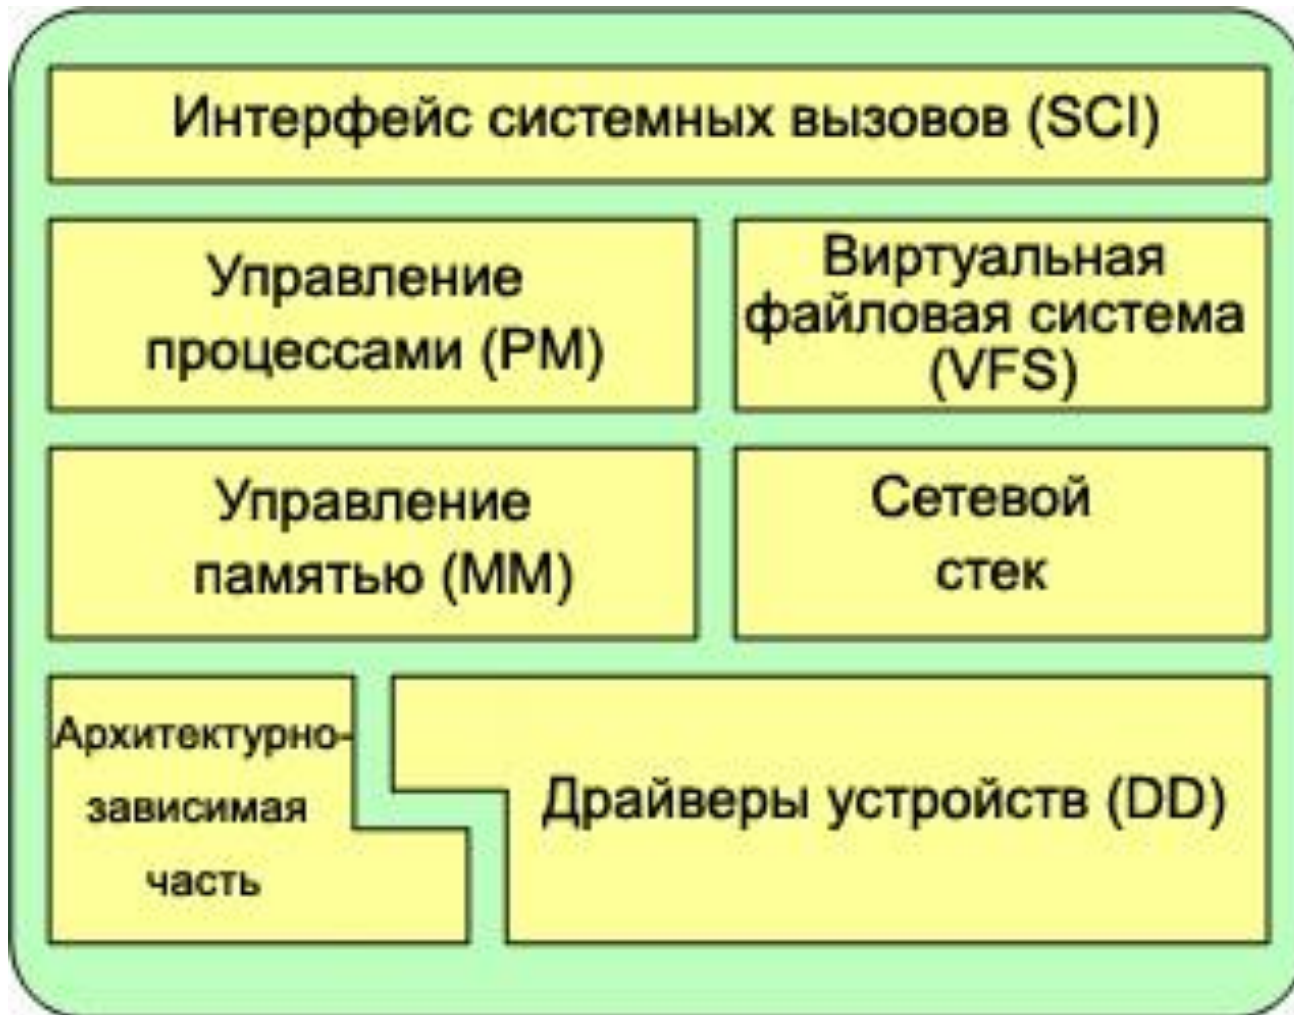 Интерфейс системных вызовов (SCI)
Управление
процессами (PM)
Виртуальная
файловая система
(VFS)
Управление
памятью (MM)
Сетевой
стек
Архитектурно-
зависимая
часть
Драйверы устройств (DD)